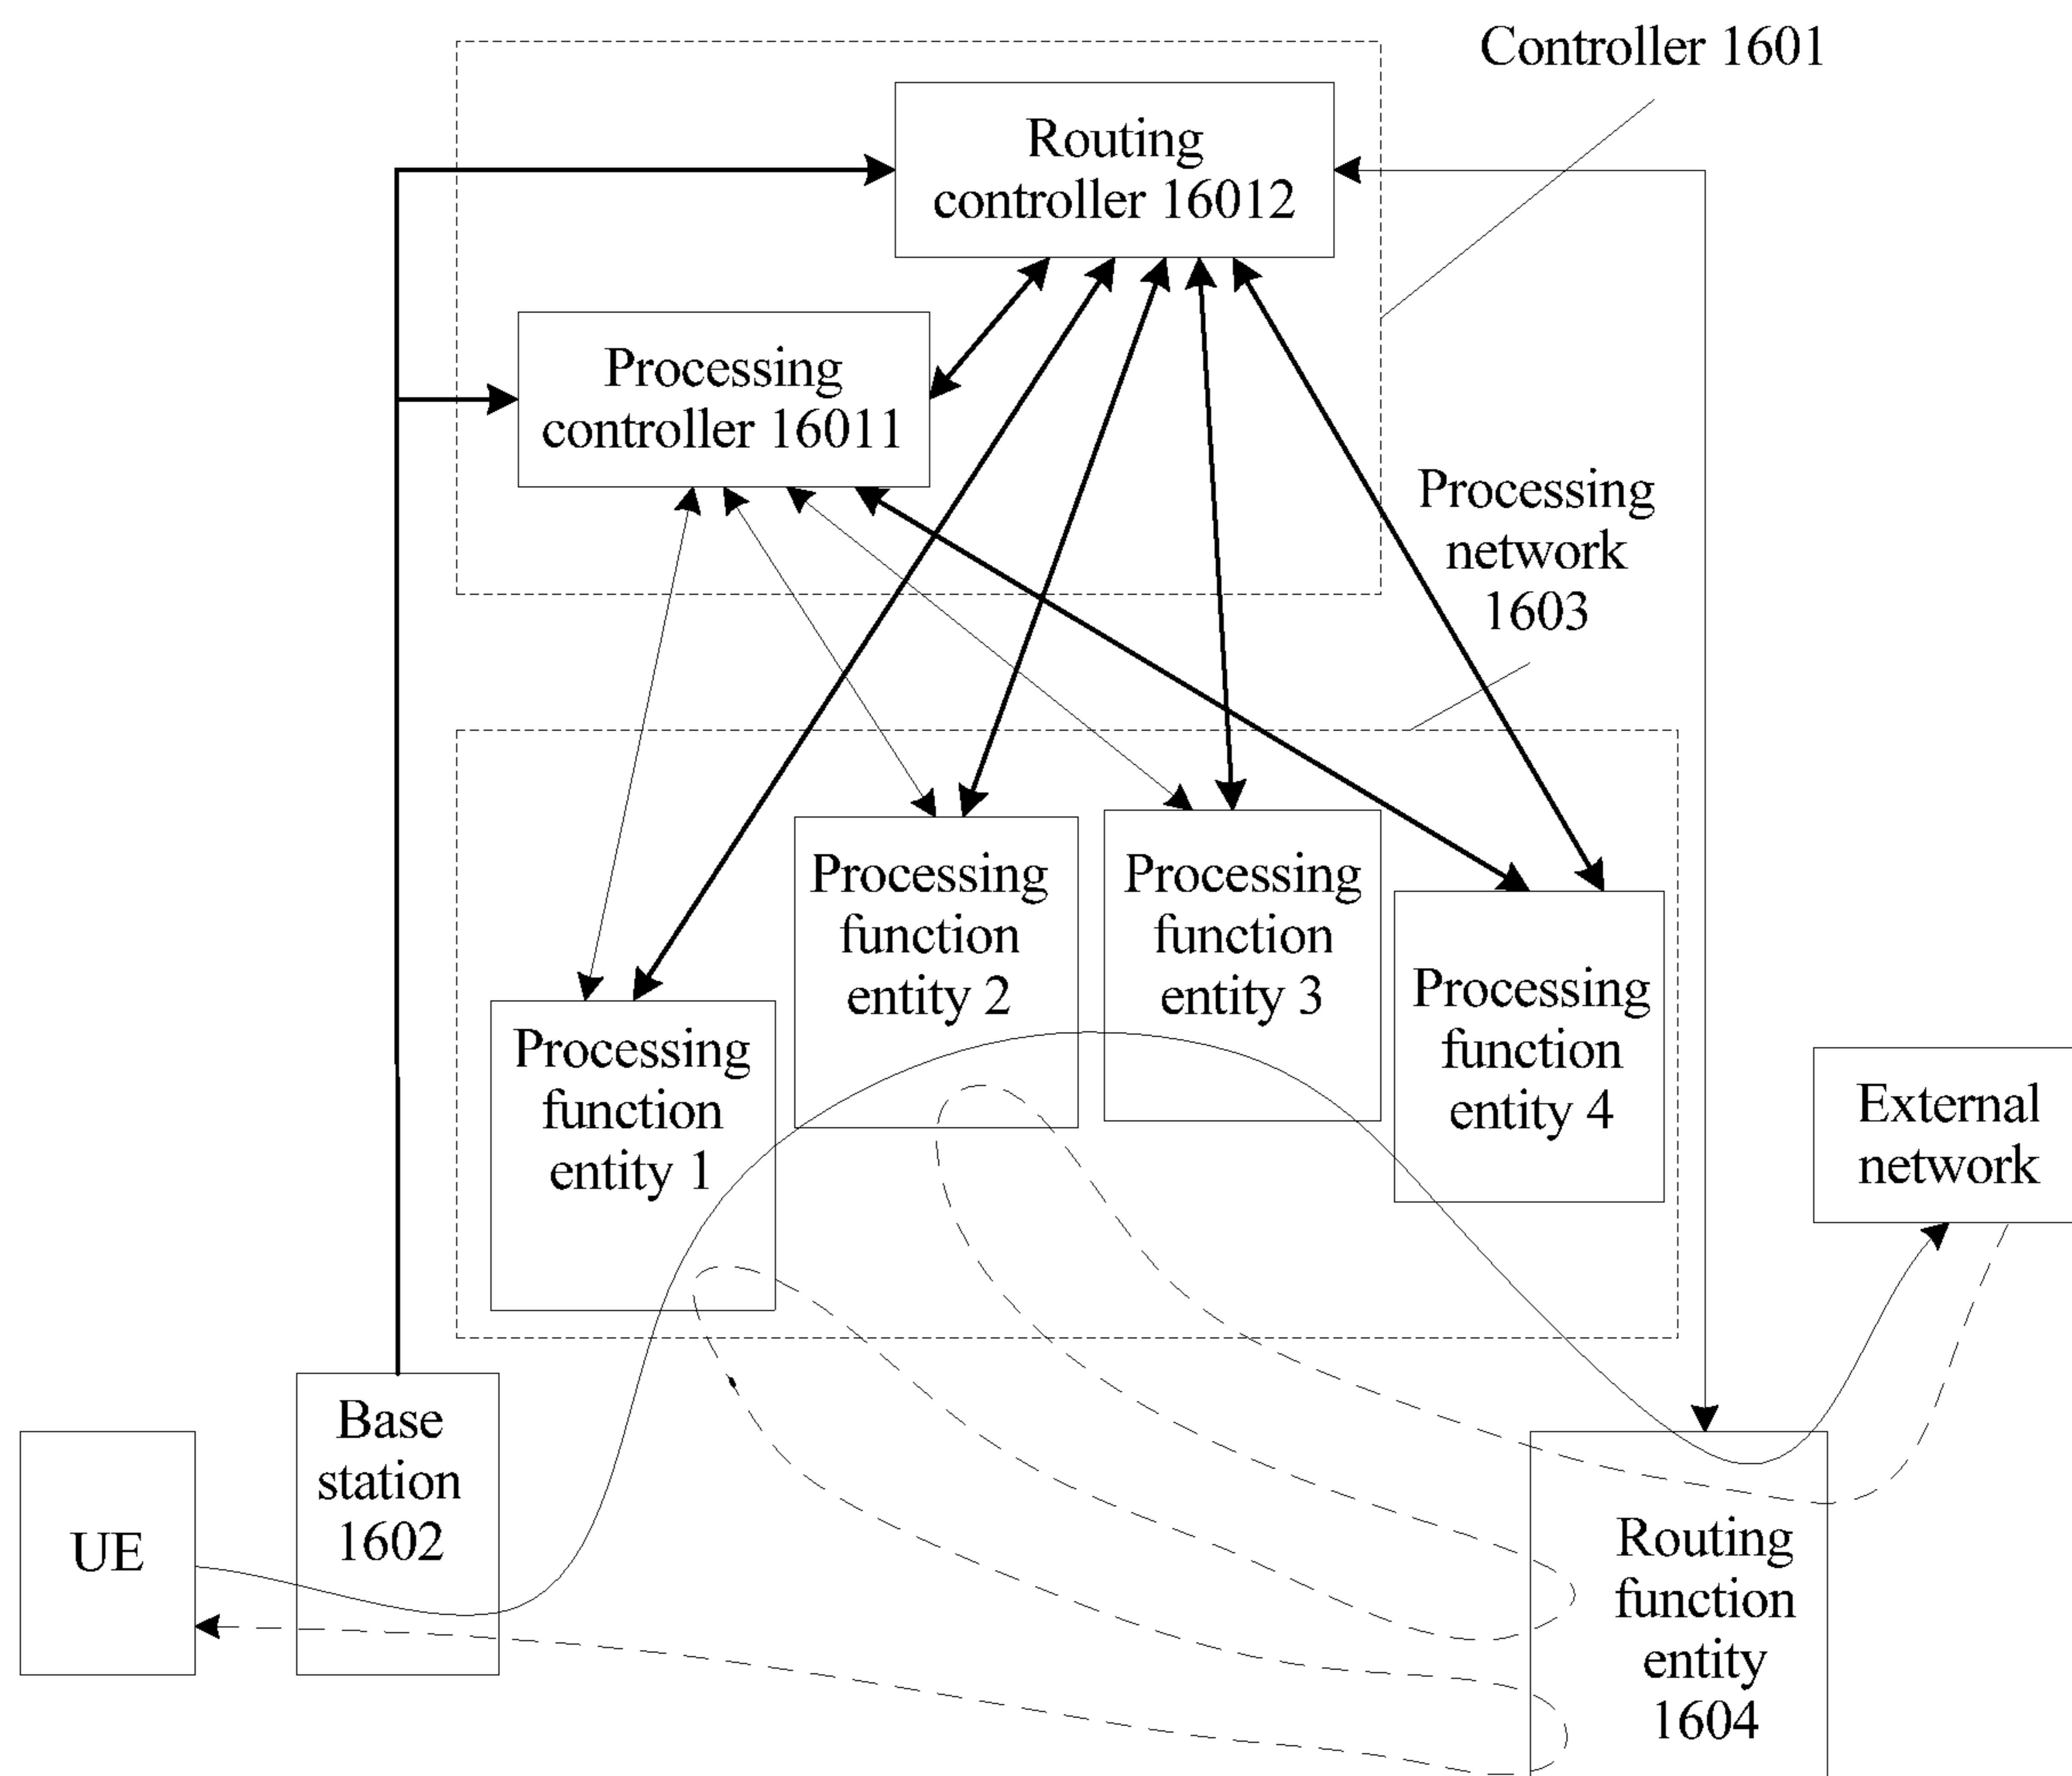 Controller 1601
Routing
controller 16012
Processing
controller 16011
Processing
network
1603
Processing
function
entity 1
Processing
function
entity 2
Processing
function
entity 3
Processing
function
entity 4
External
network
UE
Base
station
1602
Routing
function
entity
1604